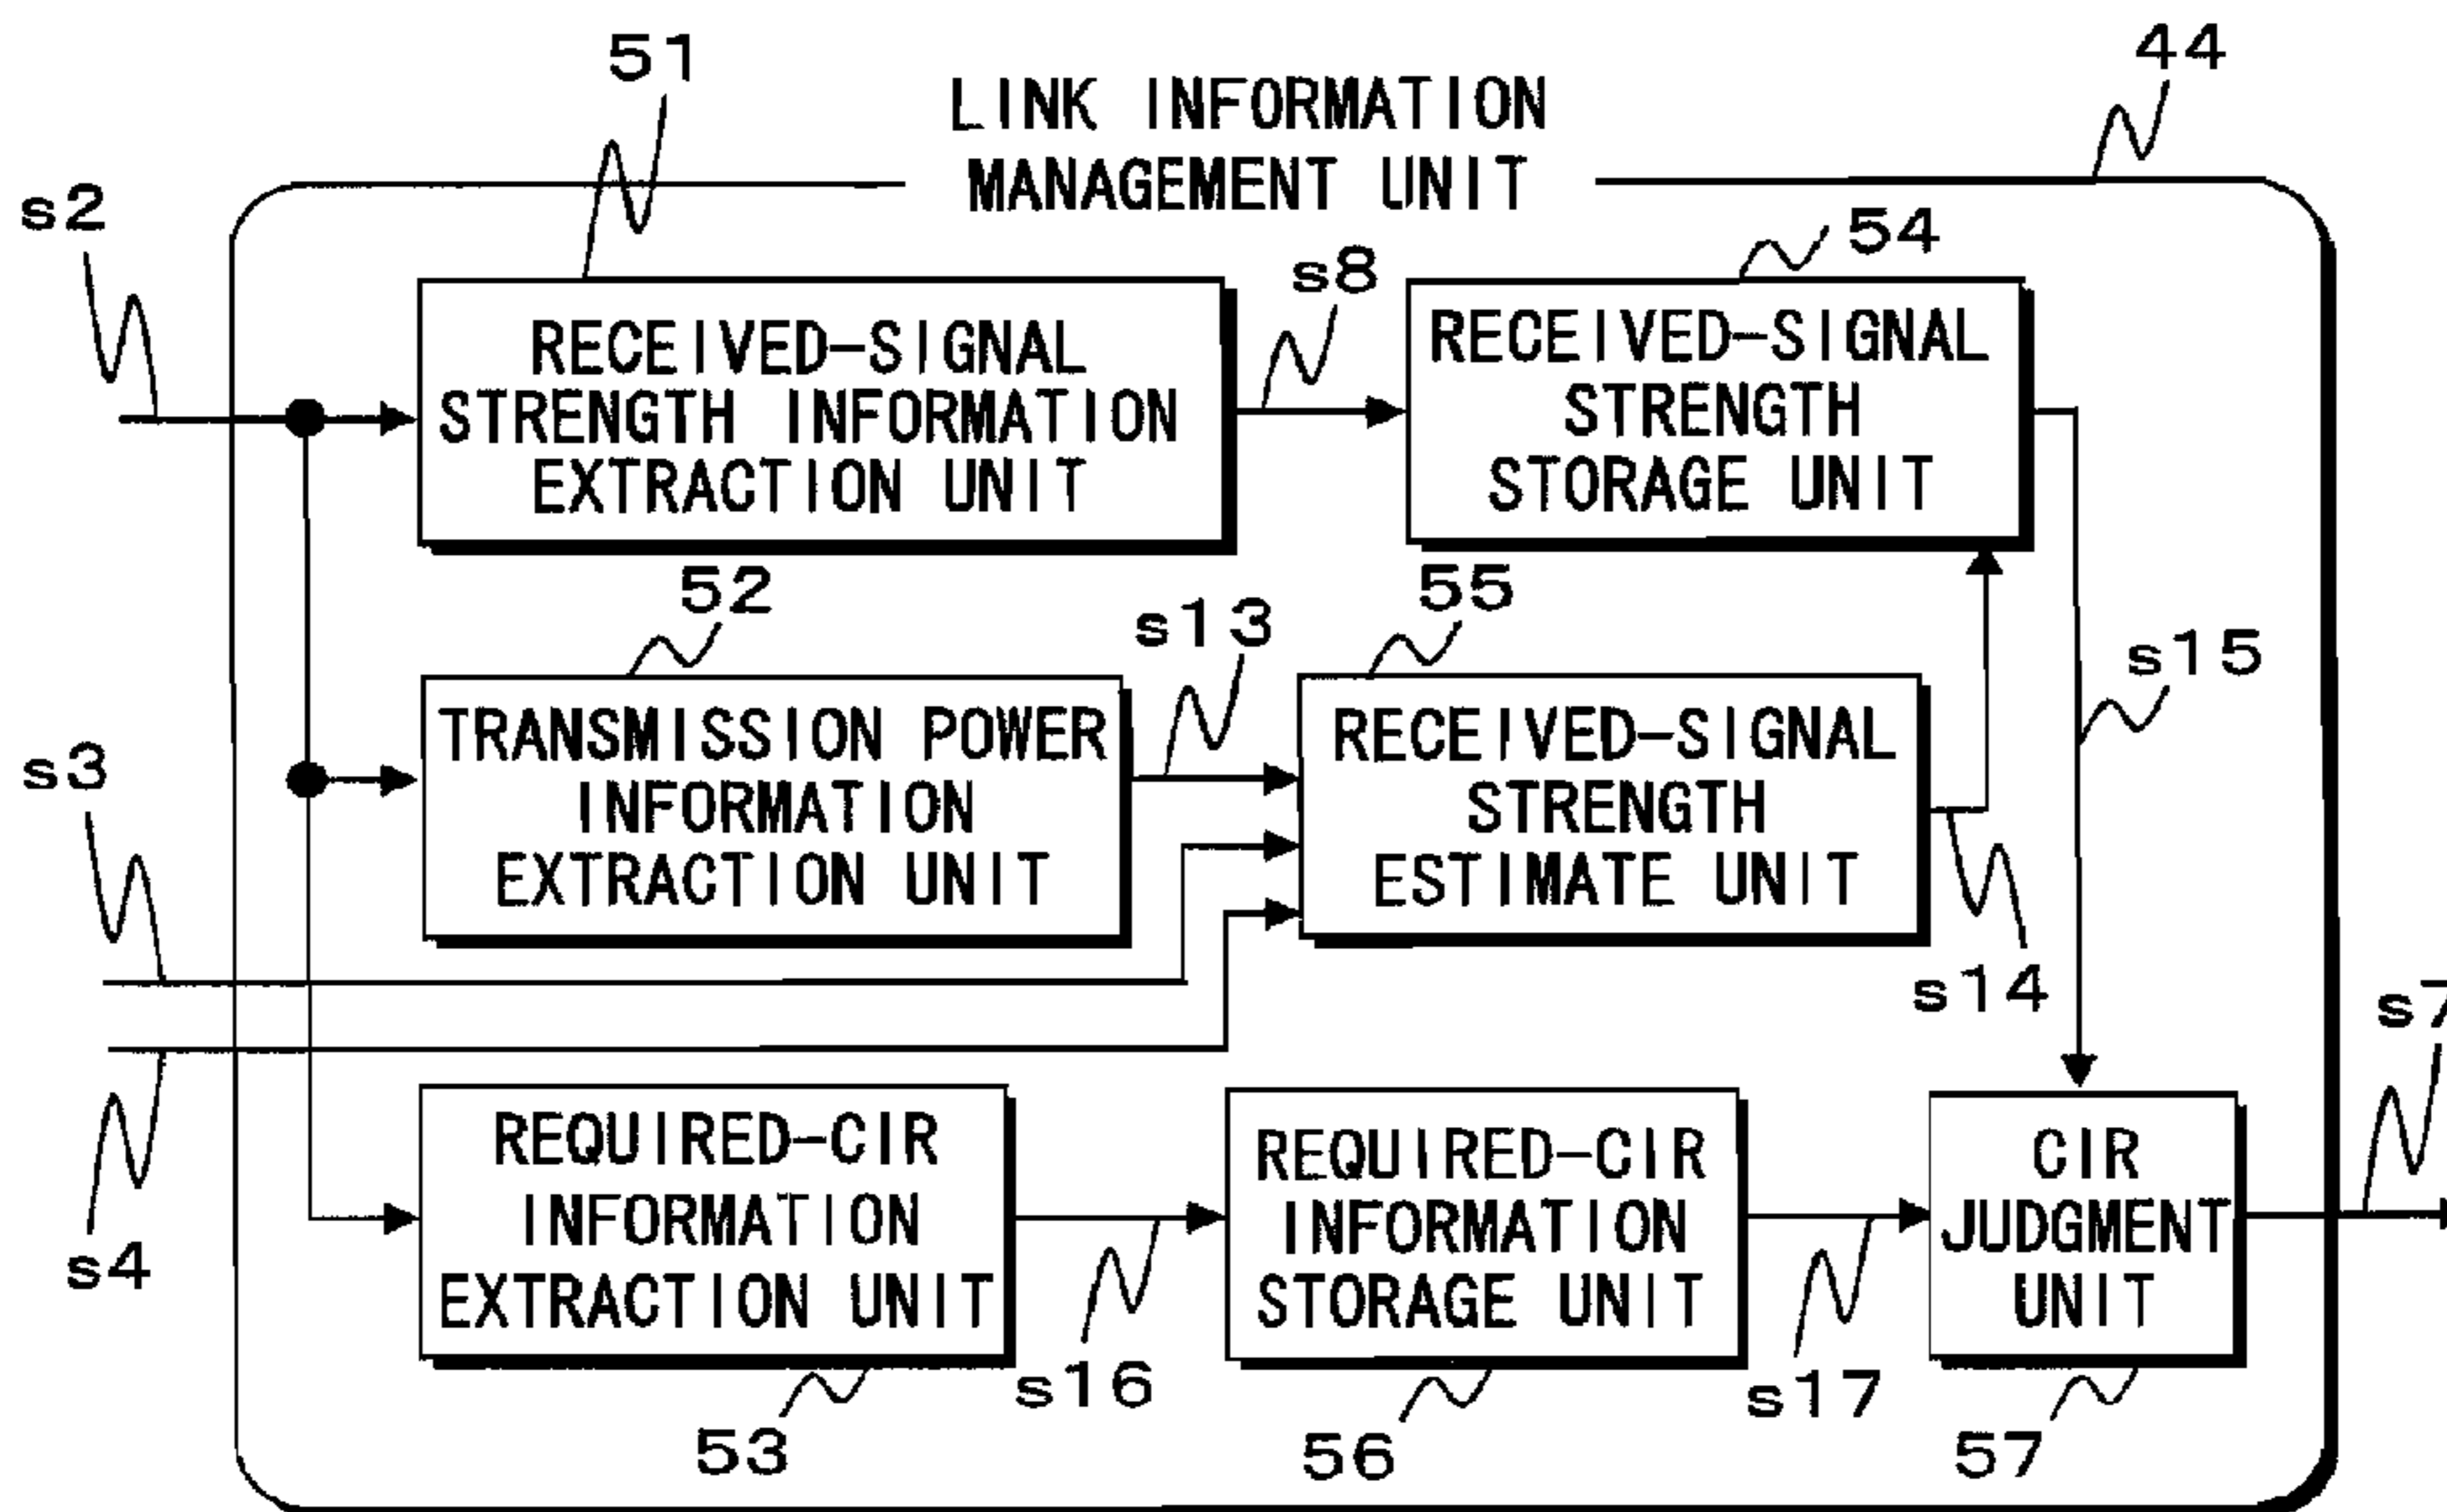 51
44
LINK INFORMATION
MANAGEMENT UNIT
s2
54
s8
RECEIVED-SIGNAL
STRENGTH INFORMATION
EXTRACTION UNIT
RECEIVED-SIGNAL
STRENGTH
STORAGE UNIT
52
55
s13
s15
s3
TRANSMISSION POWER
INFORMATION
EXTRACTION UNIT
RECEIVED-SIGNAL
STRENGTH
ESTIMATE UNIT
s14
s7
s4
REQUIRED-CIR
INFORMATION
EXTRACTION UNIT
REQUIRED-CIR
INFORMATION
STORAGE UNIT
CIR
JUDGMENT
UNIT
s16
s17
53
56
57